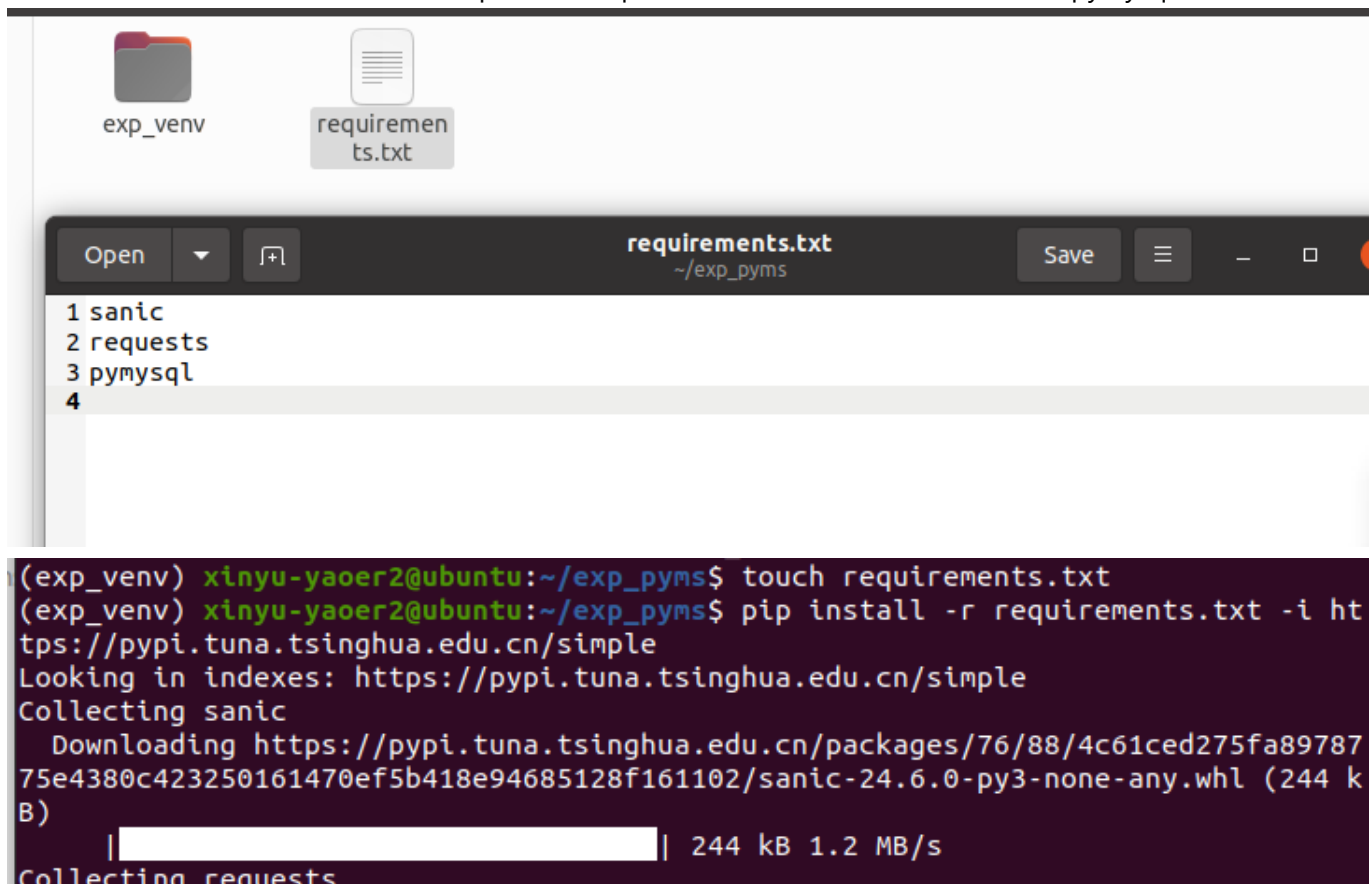 exp_venv
requiremen
ts.txt
Open
requirements.txt
~/exp_pyms
Save
1 sanic
2 requests
3 pymysql
4
(exp_venv) xinyu-yaoer2@ubuntu:~/exp_pyms$ touch requirements.txt
(exp_venv) xinyu-yaoer2@ubuntu:~/exp_pyms$ pip install -r requirements.txt -i ht
tps://pypi.tuna.tsinghua.edu.cn/simple
Looking in indexes: https://pypi.tuna.tsinghua.edu.cn/simple
Collecting sanic
Downloading https://pypi.tuna.tsinghua.edu.cn/packages/76/88/4c61ced275fa89787
75e4380c423250161470ef5b418e94685128f161102/sanic-24.6.0-py3-none-any.whl (244 k
B)
| | 244 kB 1.2 MB/s
Collecting requests